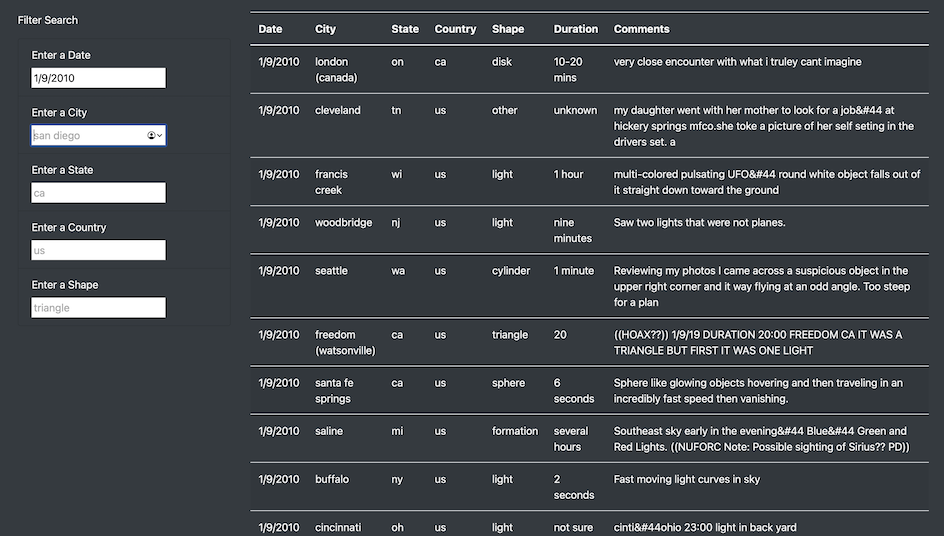 Filter Search
Enter a Date
1/9/2010
Enter a City
san diego
Enter a State
ca
Enter a Country
us
Enter a Shape
triangle
Date City State Country Shape Duration Comments
1/9/2010 london on ca disk 10-20 very close encounter with what i truley cant imagine
(canada) mins
1/9/2010 cleveland tn us other unknown my daughter went with her mother to look for a job&#44 at
hickery springs mfco.she toke a picture of her self seting in the
drivers set. a
1/9/2010 francis wi us light 1 hour multi-colored pulsating UFO&#44 round white object falls out of
creek it straight down toward the ground
1/9/2010 woodbridge nj us light nine Saw two lights that were not planes.
minutes
1/9/2010 seattle wa us cylinder 1 minute Reviewing my photos I came across a suspicious object in the
upper right corner and it way flying at an odd angle. Too steep
for a plan
1/9/2010 freedom ca us triangle 20 ((HOAX??)) 1/9/19 DURATION 20:00 FREEDOM CA IT WAS A
(watsonville) TRIANGLE BUT FIRST IT WAS ONE LIGHT
1/9/2010 santa fe ca us sphere 6 Sphere like glowing objects hovering and then traveling in an
springs seconds incredibly fast speed then vanishing.
1/9/2010 saline mi us formation several Southeast sky early in the evening&#44 Blue&#44 Green and
hours Red Lights. ((NUFORC Note: Possible sighting of Sirius?? PD))
1/9/2010 buffalo ny us light 2 Fast moving light curves in sky
seconds
1/9/2010 cincinnati oh us light not sure cinti&#44ohio 23:00 light in back yard